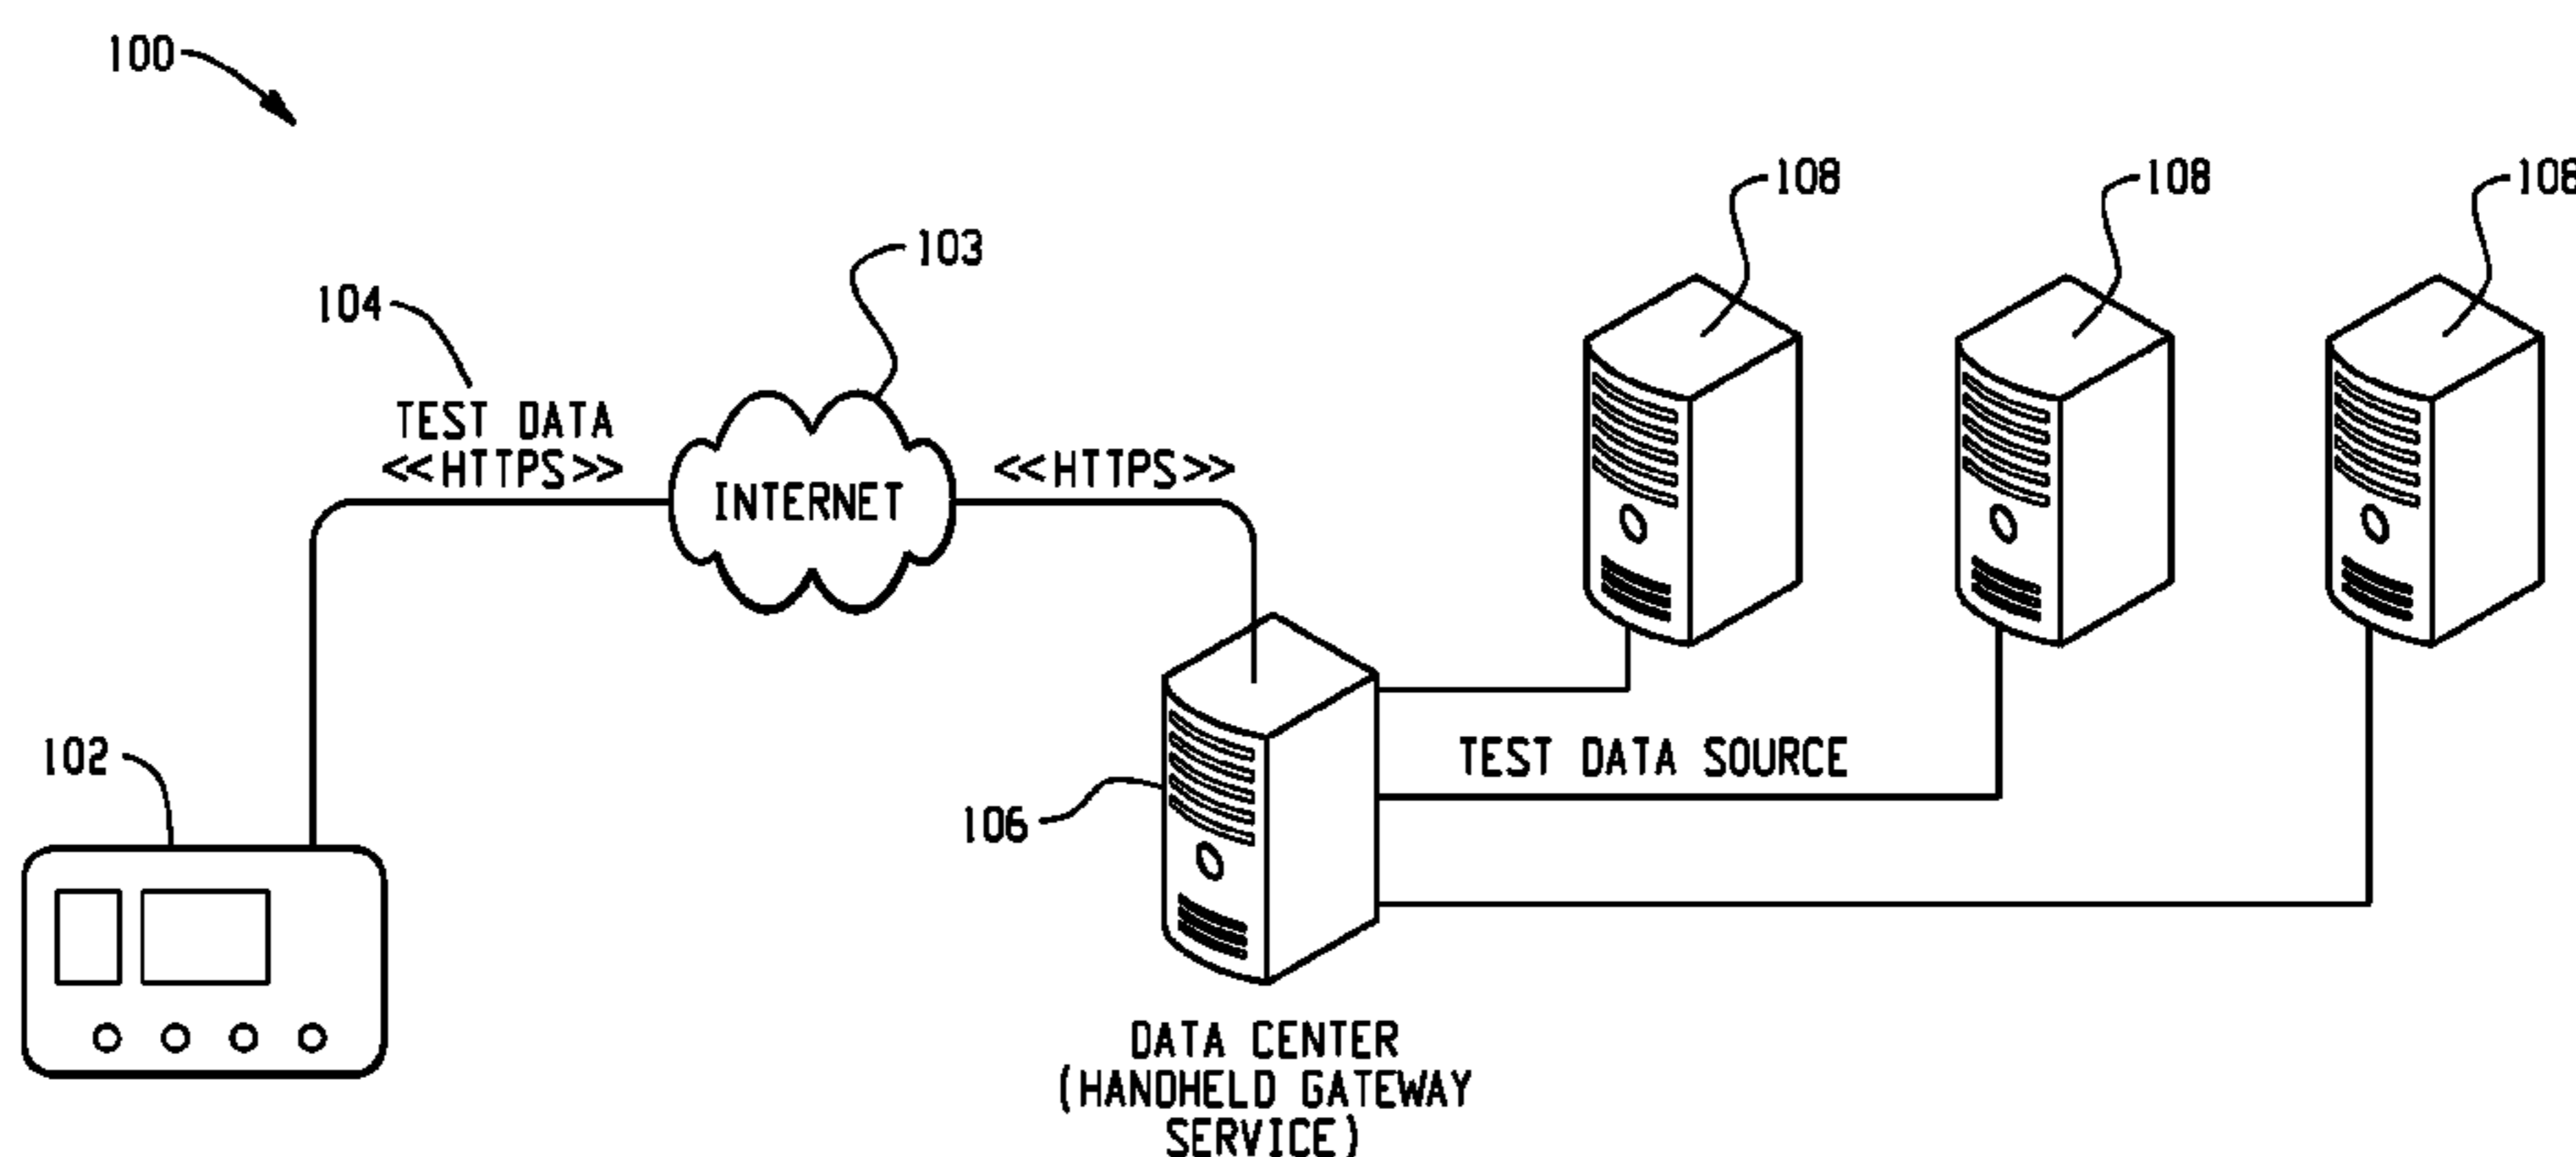 100
108
108
108
103
104
TEST DATA
<<HTTPS>>
<<HTTPS>>
INTERNET
102
TEST DATA SOURCE
106
DATA CENTER
(HANDHELD GATEWAY
SERVICE)